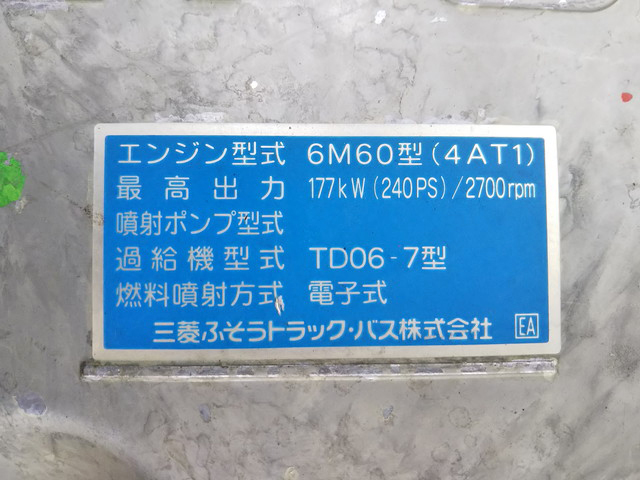 エンジン型式 6M60型(4AT1)
最高出力 177kW(240PS)/2700rpm
噴射ポンプ型式
過給機型式 TD06-7型
燃料噴射方式 電子式
三菱ふそうトラック・バス株式会社 EA